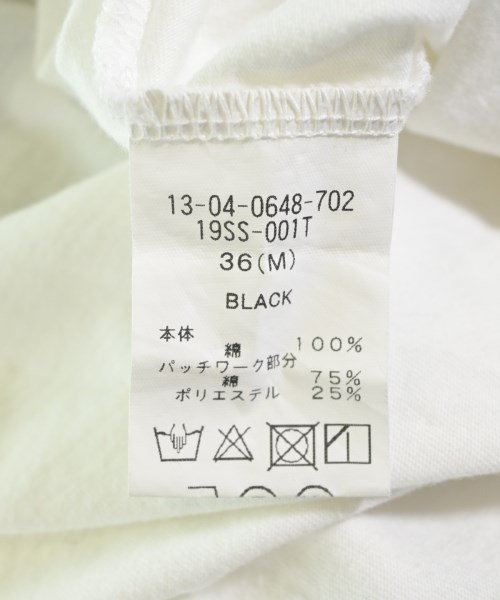 13-04-0648-702
19SS-001T
36(M)
BLACK
本体
綿 100%
パッチワーク部分
綿 75%
ポリエステル 25%